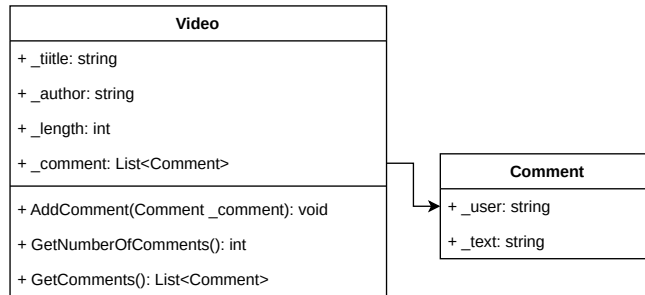 Video
+ _tiitle: string
+ _author: string
+ _length: int
+ _comment: List<Comment>
+ AddComment(Comment _comment): void
+ GetNumberOfComments(): int
+ GetComments(): List<Comment>
Comment
+ _user: string
+ _text: string